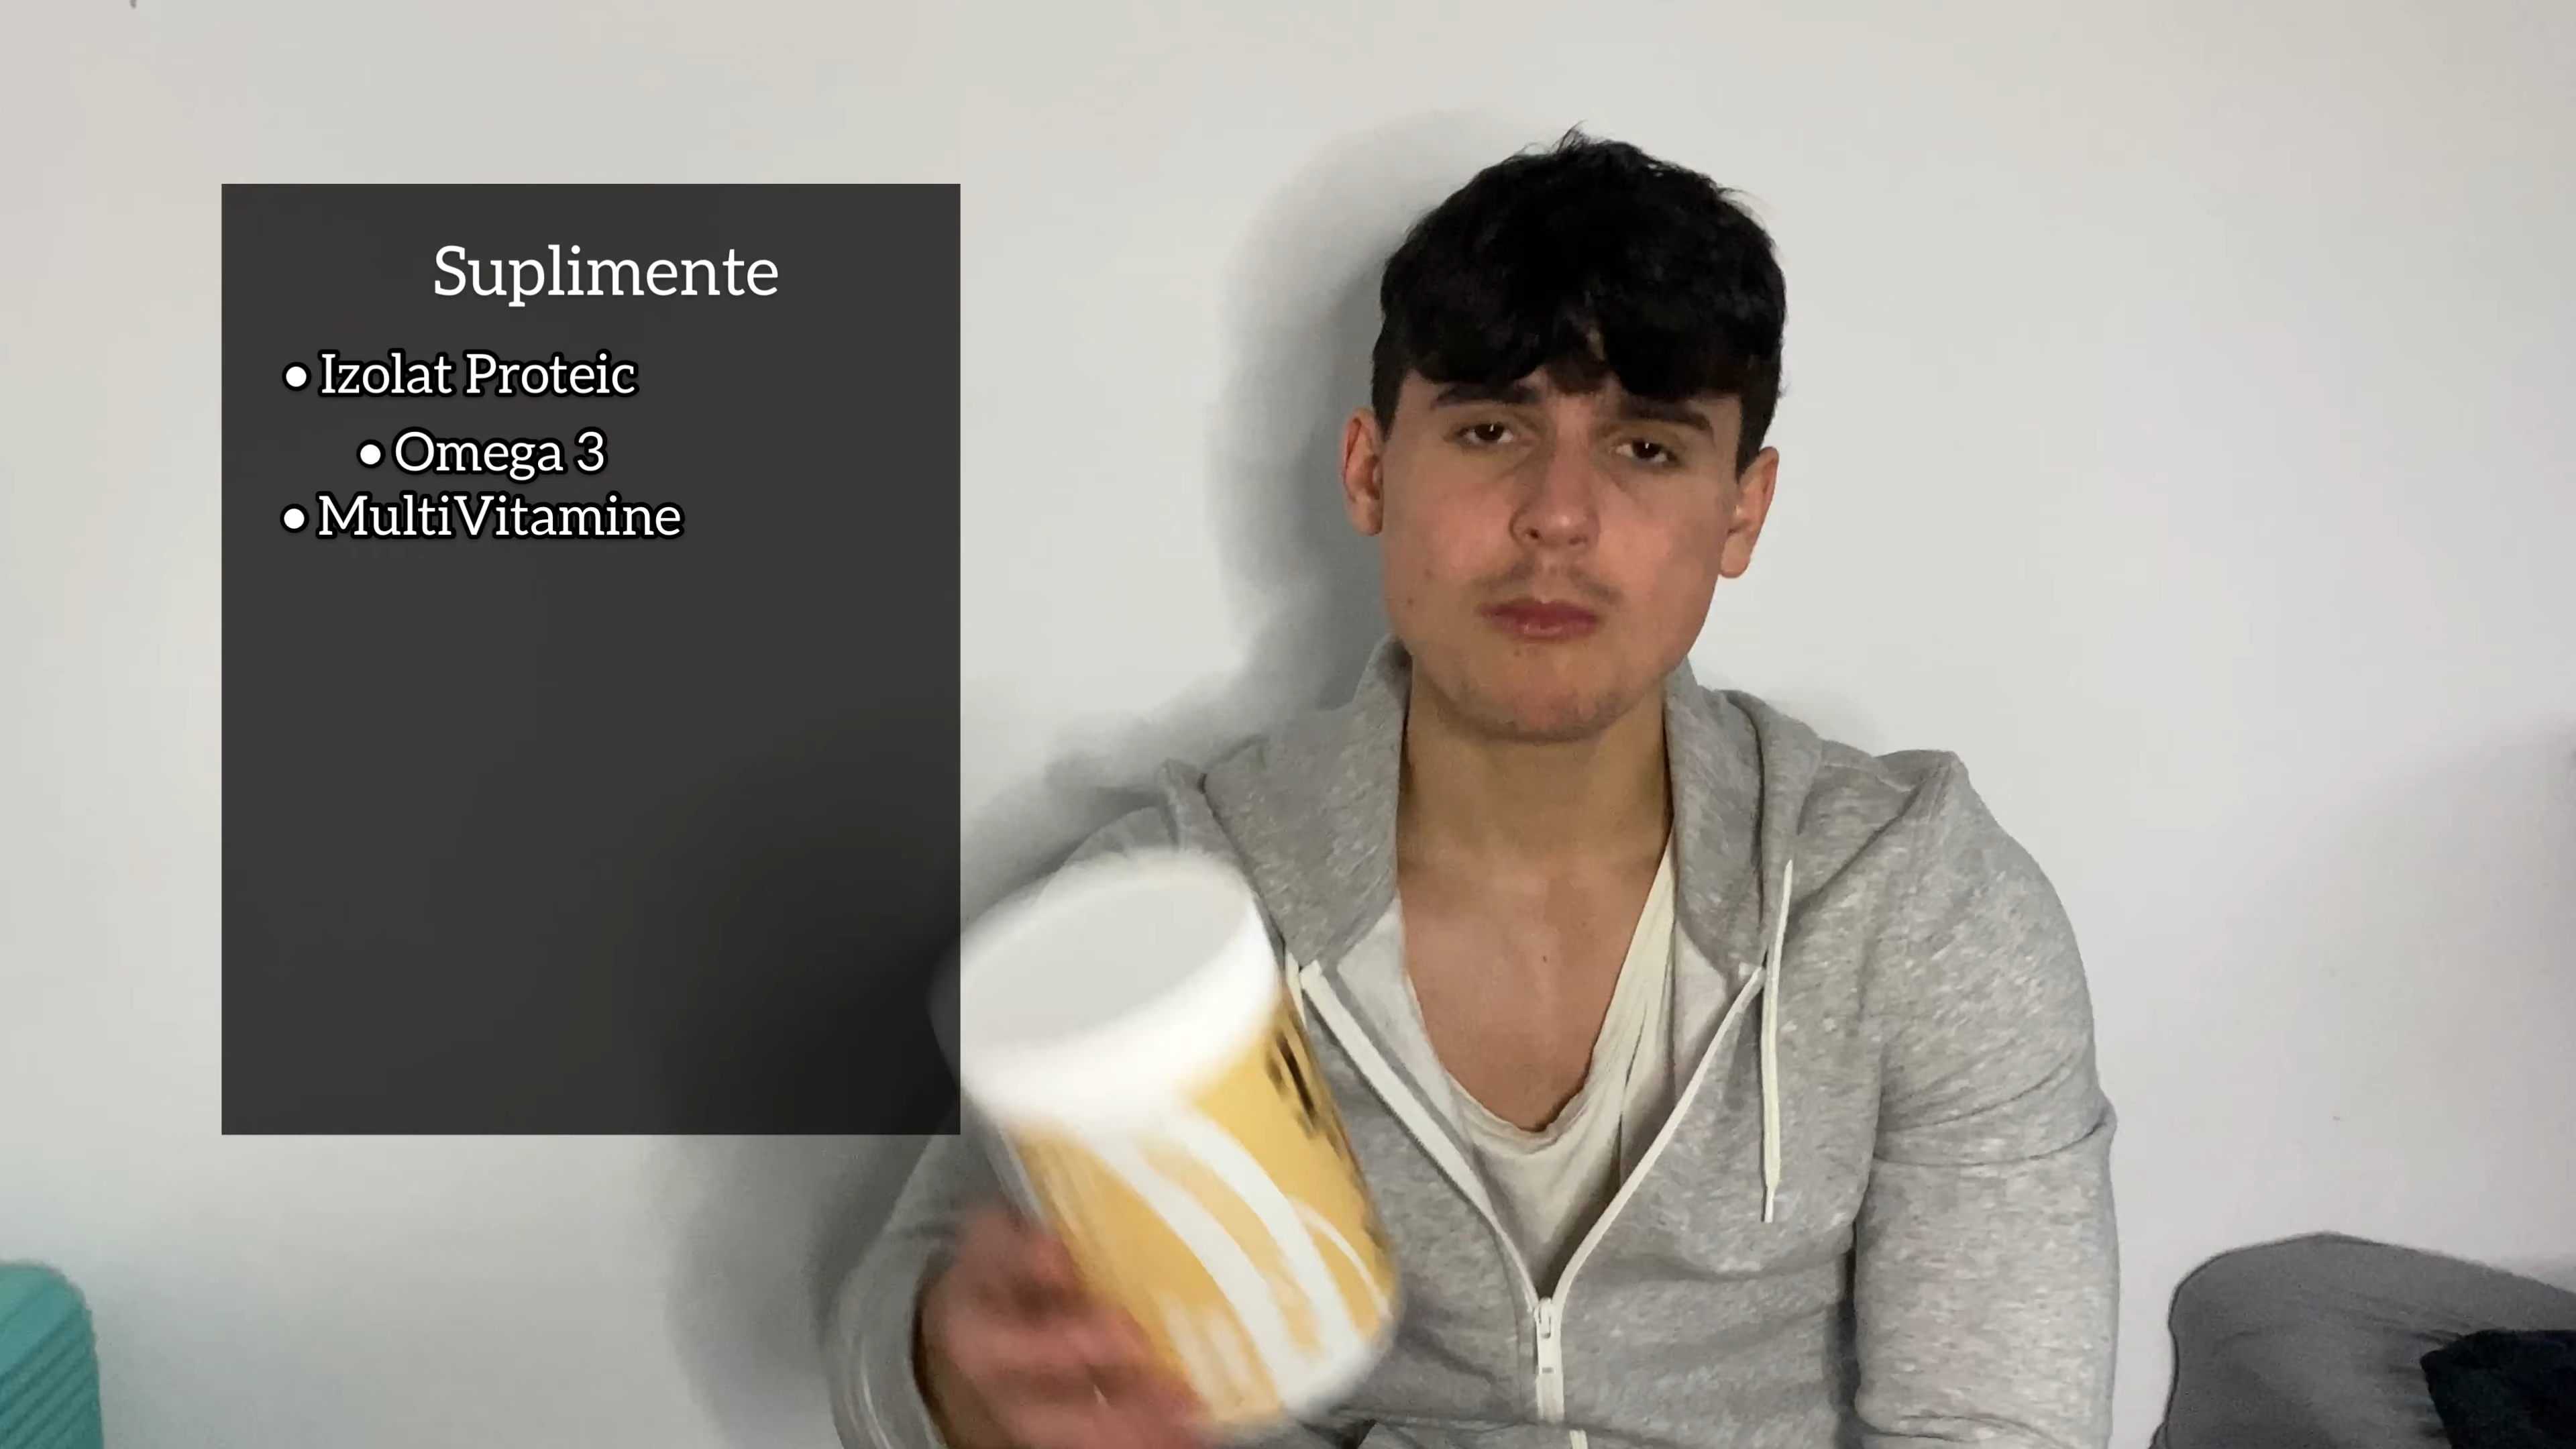 Suplimente
• Izolat Proteic
• Omega 3
• MultiVitamine